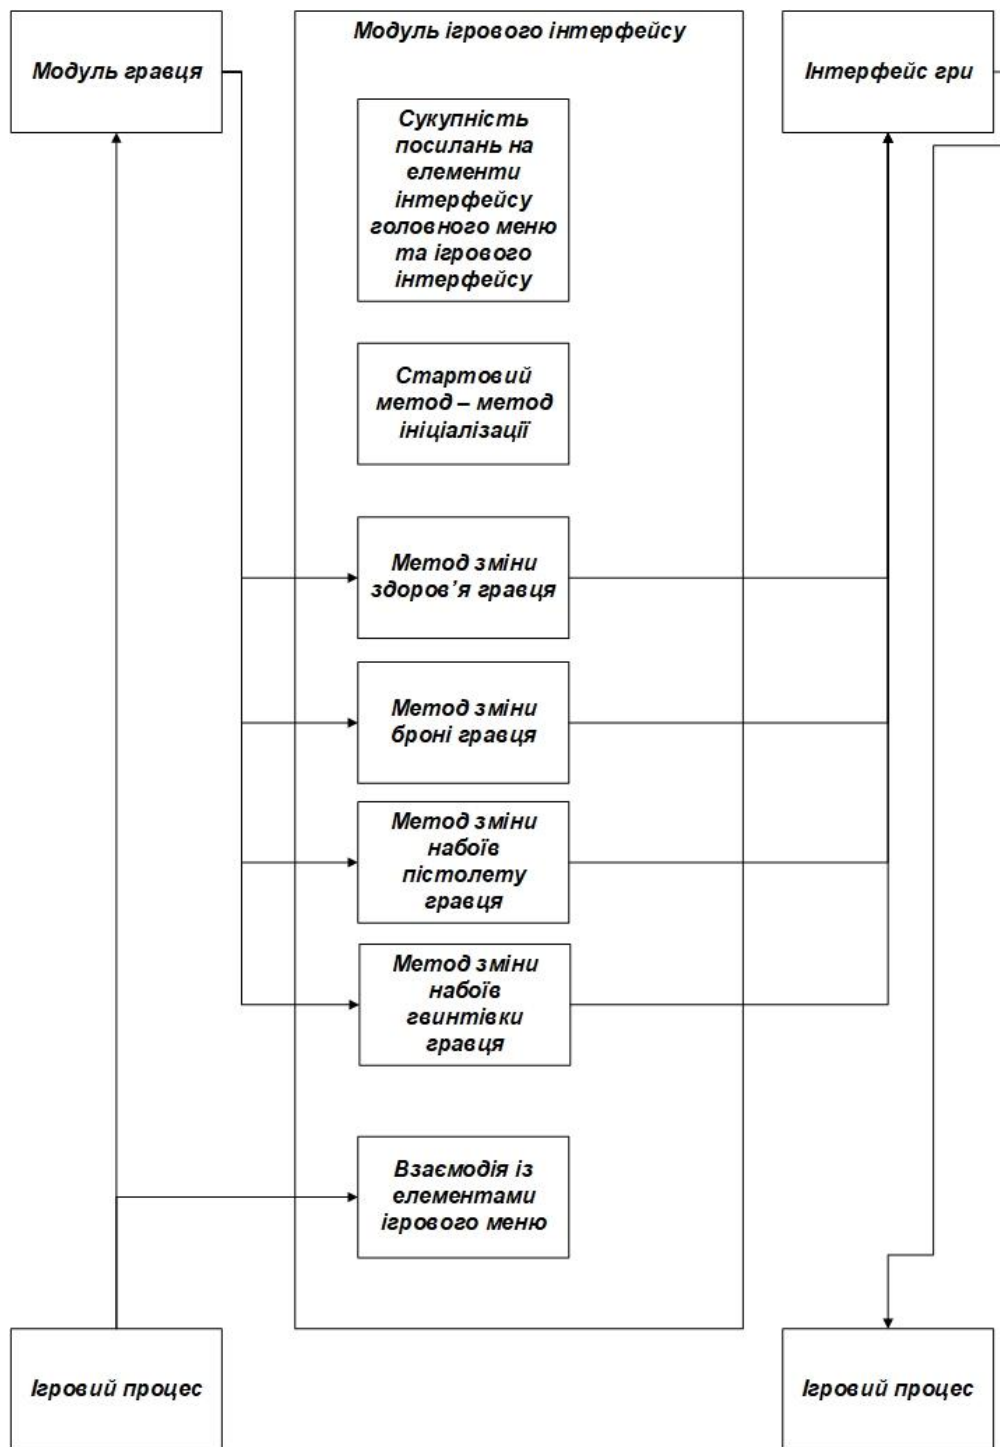 Модуль гравця
Модуль ігрового інтерфейсу
Інтерфейс гри
Сукупність
посилань на
елементи
інтерфейсу
головного меню
та ігрового
інтерфейсу
Стартовий
метод – метод
ініціалізації
Метод зміни
здоров’я гравця
Метод зміни
броні гравця
Метод зміни
набоїв
пістолету
гравця
Метод зміни
набоїв
гвинтівки
гравця
Взаємодія із
елементами
ігрового меню
Ігровий процес
Ігровий процес